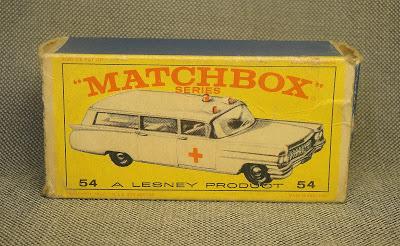 "MATCHBOX"
SERIES
54 A LESNEY PRODUCT 54